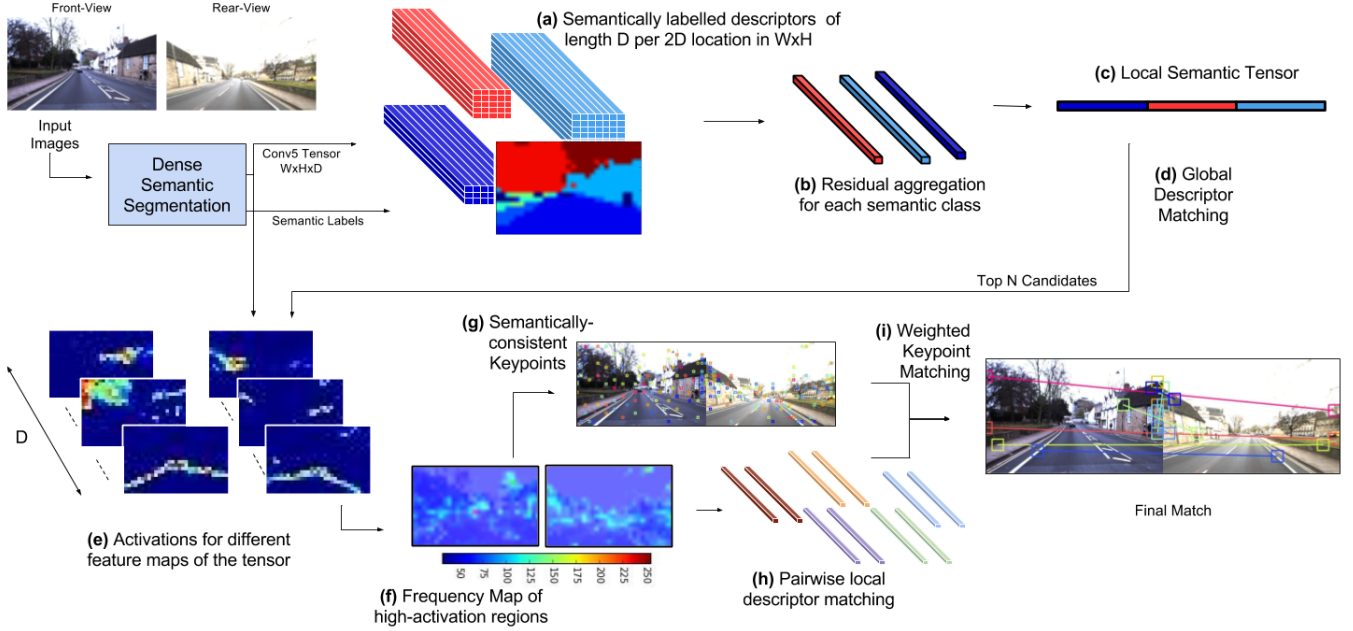 Front-View
Rear-View
Input
Images
Dense
Semantic
Segmentation
Conv5 Tensor
WxHxD
Semantic Labels
(a) Semantically labelled descriptors of
length D per 2D location in WxH
(b) Residual aggregation
for each semantic class
(c) Local Semantic Tensor
(d) Global
Descriptor
Matching
Top N Candidates
D
(e) Activations for different
feature maps of the tensor
(g) Semantically-
consistent
Keypoints
50 75 100 125 150 175 200 225 250
(f) Frequency Map of
high-activation regions
(h) Pairwise local
descriptor matching
(i) Weighted
Keypoint
Matching
Final Match